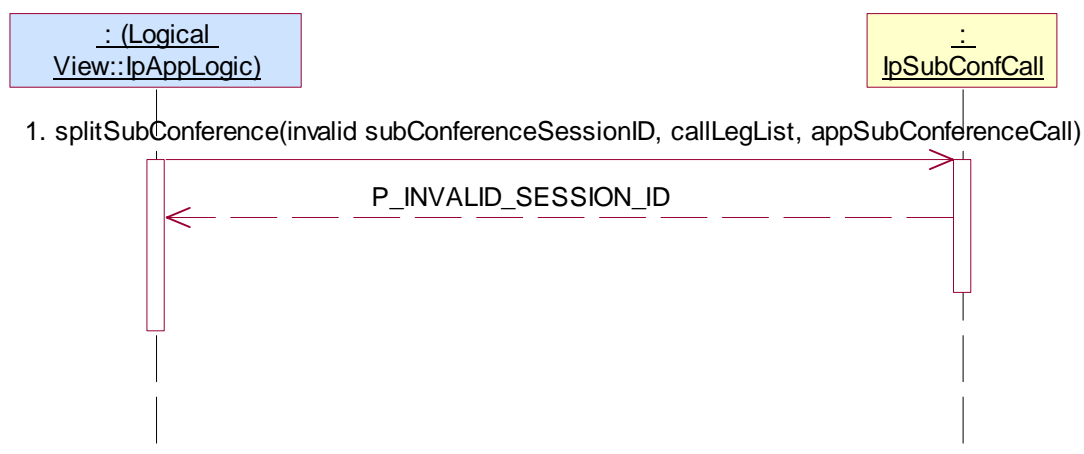 : (Logical
View::IpAppLogic)
:
IpSubConfCall
1. splitSubConference(invalid subConferenceSessionID, callLegList, appSubConferenceCall)
P_INVALID_SESSION_ID